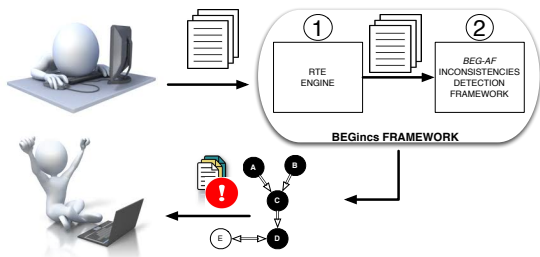 1
2
RTE
ENGINE
BEG-AF
INCONSISTENCIES
DETECTION
FRAMEWORK
BEGincs FRAMEWORK
A
B
!
C
E
D